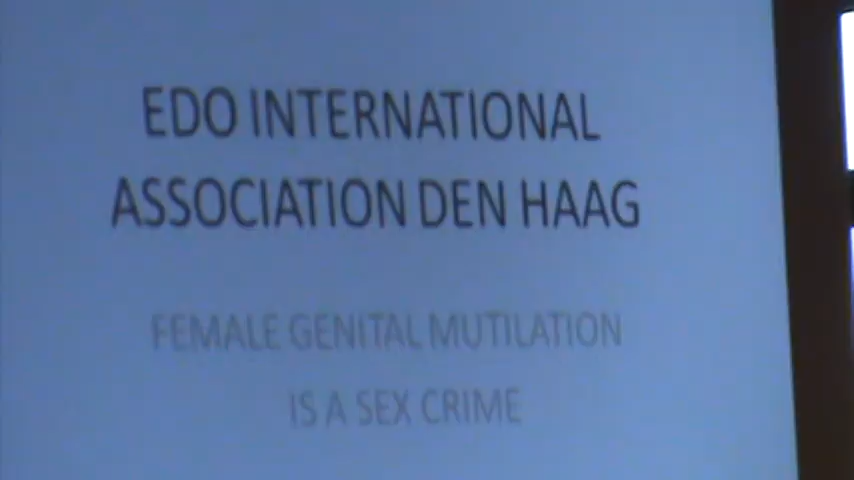 EDO INTERNATIONAL
ASSOCIATION DEN HAAG
FEMALE GENITAL MUTILATION
IS A SEX CRIME